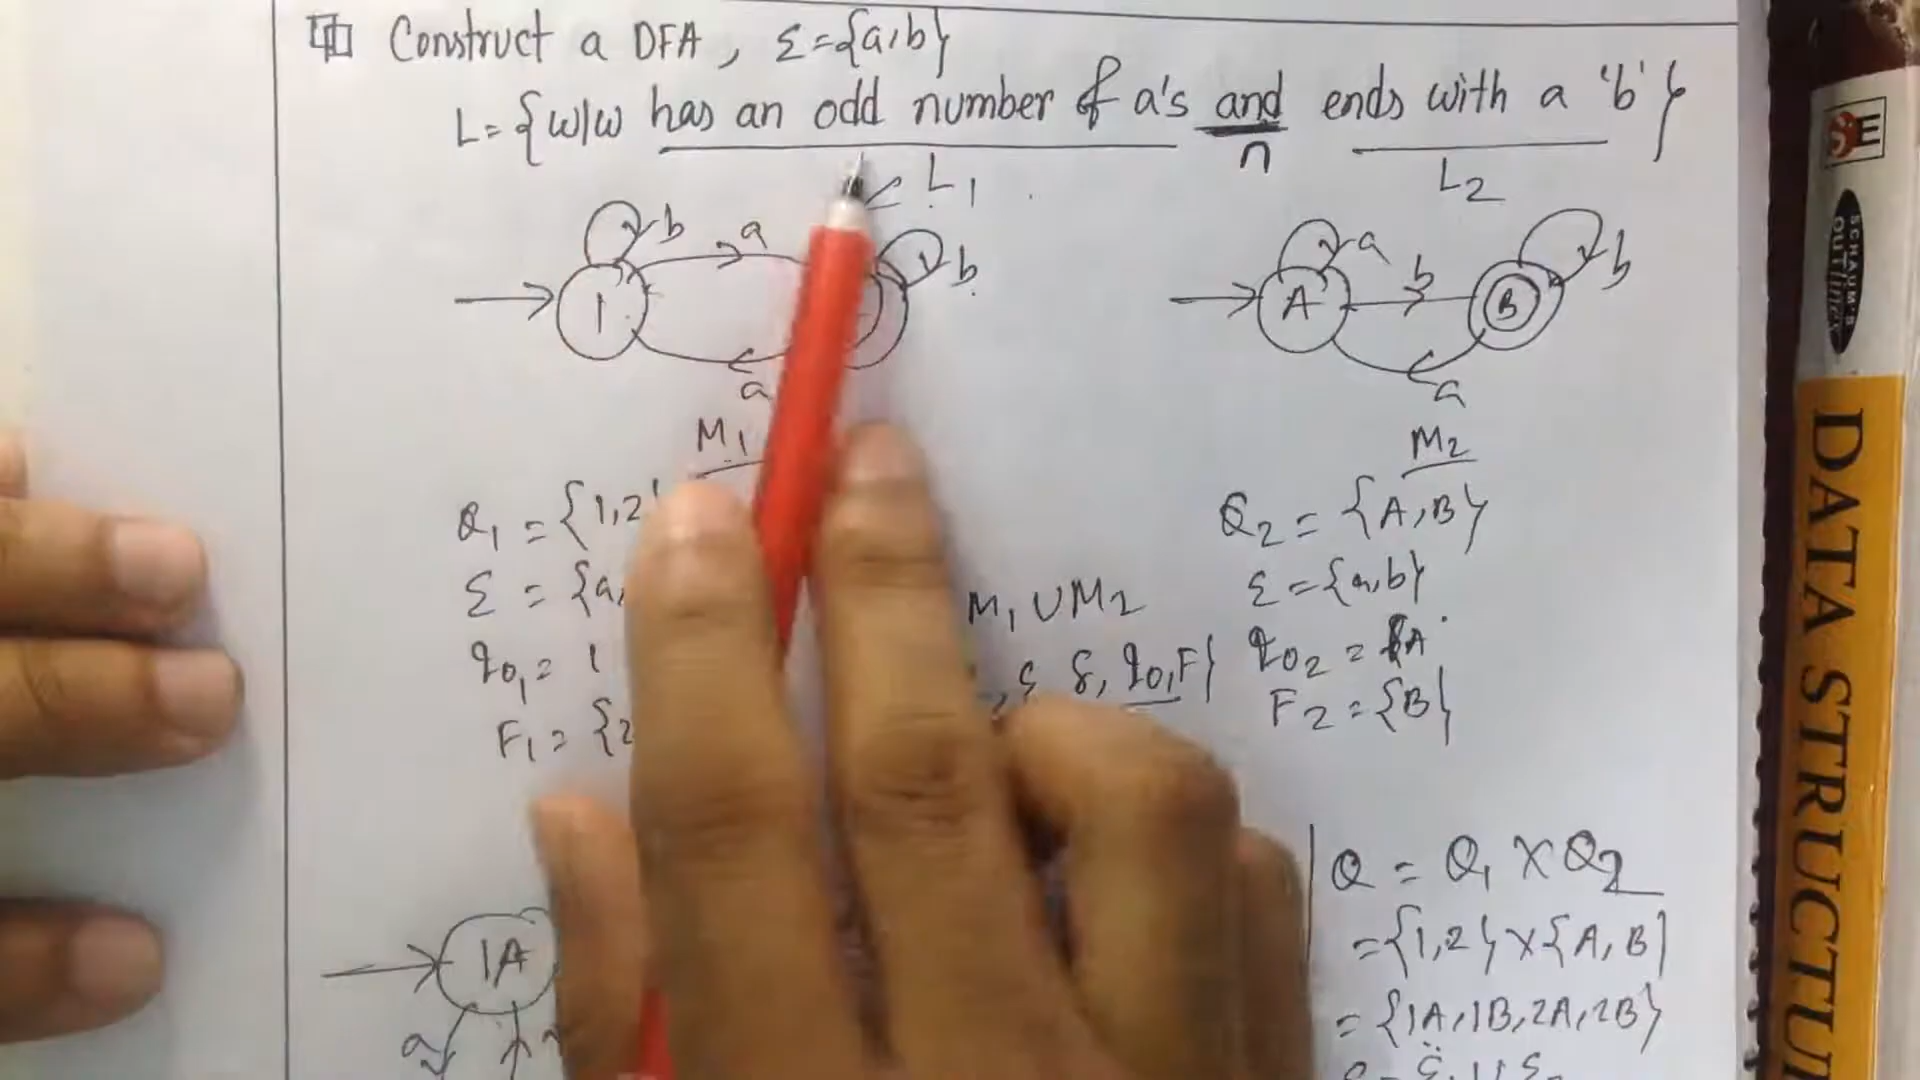 Construct a DFA, Σ={a,b}
L={w|w has an odd number of a's and ends with a 'b'}
n
L1
L2
b
a
b
1
a
a
b
b
A
B
a
M1
M2
Q1 = {1,2}
Σ = {a,
q01 = 1
F1 = {2
M1 ∪ M2
Σ, δ, q0, F}
Q2 = {A,B}
Σ = {a,b}
q02 = A
F2 = {B}
1A
a
Q = Q1 X Q2
= {1,2} X {A,B}
= {1A,1B,2A,2B}
SCHAUM'S
OUTlines
DATA STRUCTU